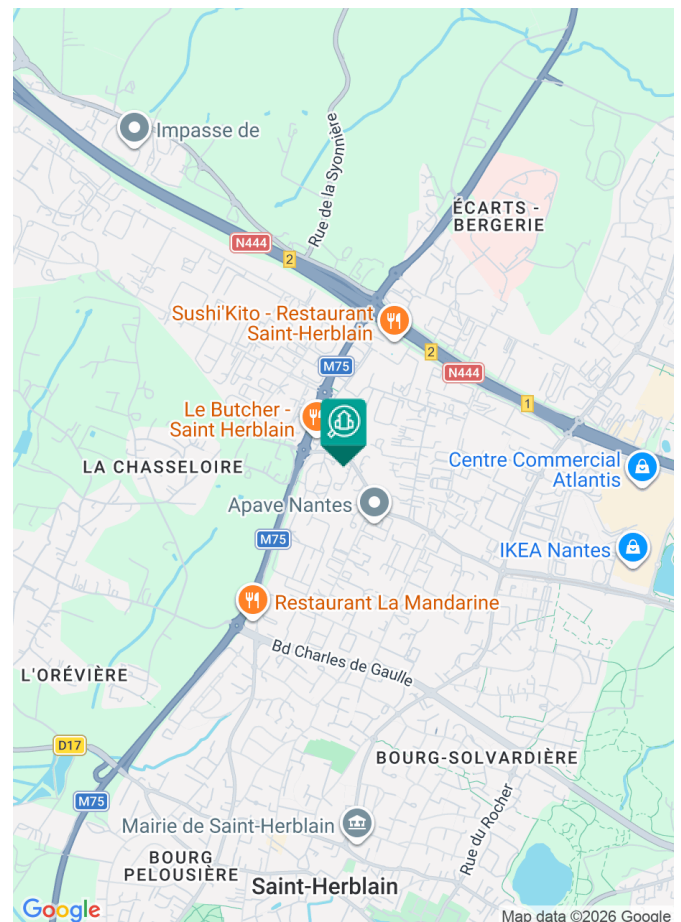 Impasse de
Rue de la Syonnière
ÉCARTS -
BERGERIE
N444
2
Sushi'Kito - Restaurant
Saint-Herblain
2
M75
N444
1
Le Butcher -
Saint Herblain
LA CHASSELOIRE
Centre Commercial
Atlantis
Apave Nantes
M75
IKEA Nantes
Restaurant La Mandarine
Bd Charles de Gaulle
L'ORÉVIÈRE
D17
BOURG-SOLVARDIÈRE
M75
Mairie de Saint-Herblain
Rue du Rocher
BOURG
PELOUSIÈRE
Saint-Herblain
Google
Map data ©2026 Google